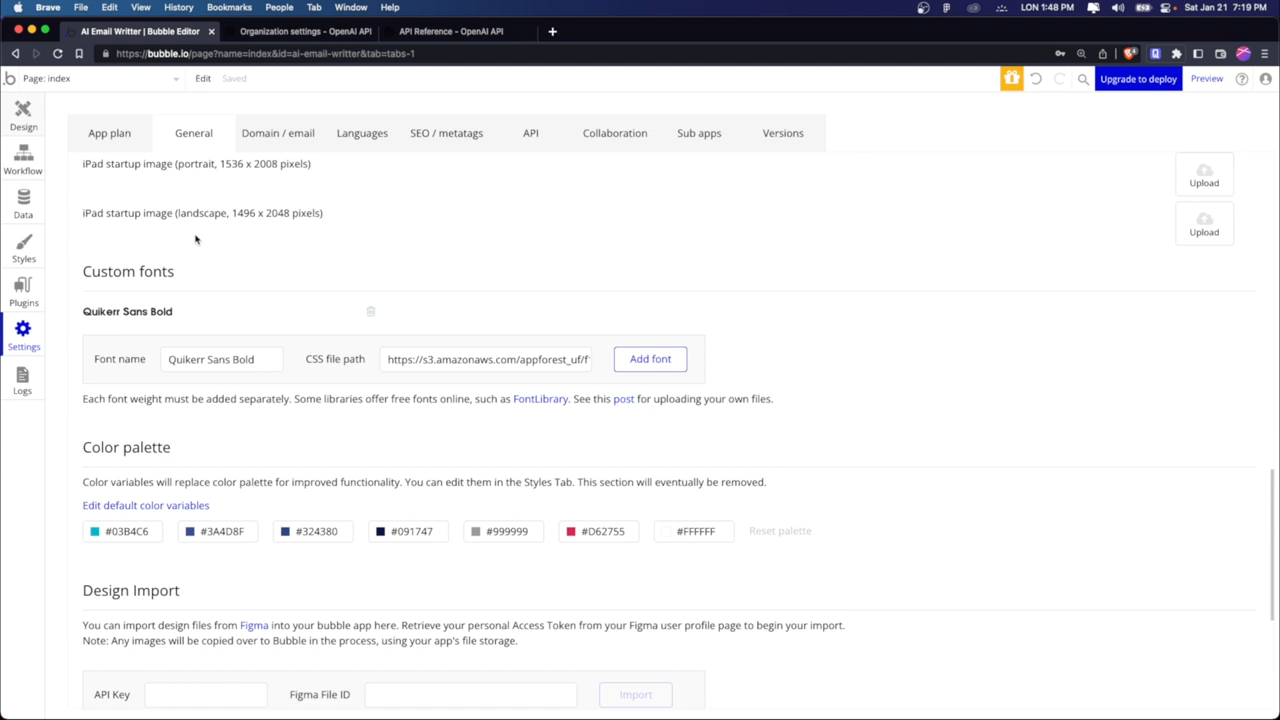 Brave File Edit View History Bookmarks People Tab Window Help LON 1:48 PM Sat Jan 21 7:19 PM
AI Email Writter | Bubble Editor Organization settings - OpenAI API API Reference - OpenAI API
https://bubble.io/page?name=index&id=ai-email-writter&tab=tabs-1
Page: index Edit Saved Upgrade to deploy Preview
Design
Workflow
Data
Styles
Plugins
Settings
Logs
App plan General Domain / email Languages SEO / metatags API Collaboration Sub apps Versions
iPad startup image (portrait, 1536 x 2008 pixels)
Upload
iPad startup image (landscape, 1496 x 2048 pixels)
Upload
Custom fonts
Quikerr Sans Bold
Font name Quikerr Sans Bold CSS file path https://s3.amazonaws.com/appforest_uf/f Add font
Each font weight must be added separately. Some libraries offer free fonts online, such as FontLibrary. See this post for uploading your own files.
Color palette
Color variables will replace color palette for improved functionality. You can edit them in the Styles Tab. This section will eventually be removed.
Edit default color variables
#03B4C6 #3A4D8F #324380 #091747 #999999 #D62755 #FFFFFF Reset palette
Design Import
You can import design files from Figma into your bubble app here. Retrieve your personal Access Token from your Figma user profile page to begin your import.
Note: Any images will be copied over to Bubble in the process, using your app's file storage.
API Key Figma File ID Import